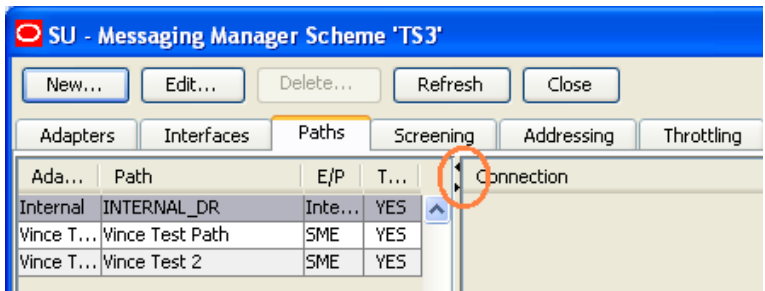 SU - Messaging Manager Scheme 'TS3'
New... Edit... Delete... Refresh Close
Adapters Interfaces Paths Screening Addressing Throttling
Ada... Path E/P T... Connection
Internal INTERNAL_DR Inte... YES
Vince T... Vince Test Path SME YES
Vince T... Vince Test 2 SME YES